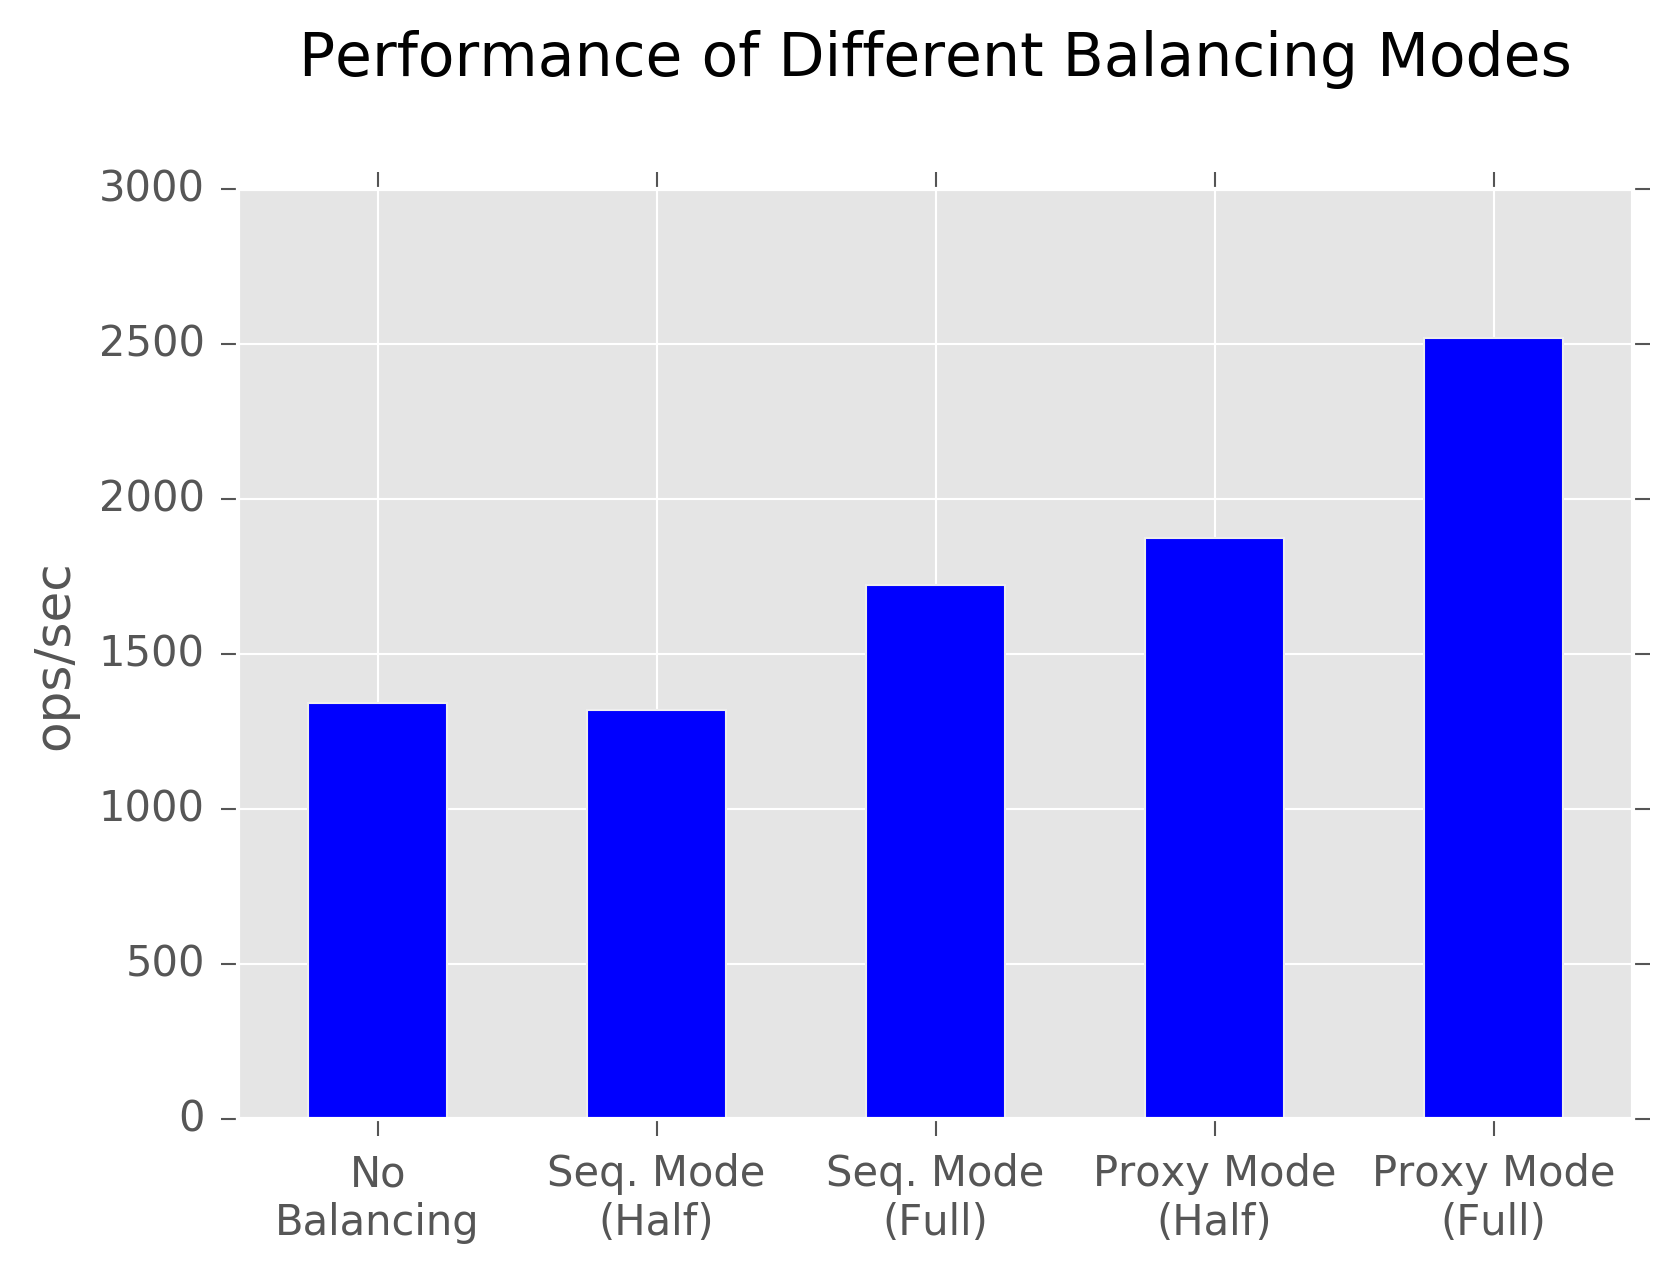 Performance of Different Balancing Modes
3000
2500
2000
1500
1000
500
0
ops/sec
No
Balancing
Seq. Mode
(Half)
Seq. Mode
(Full)
Proxy Mode
(Half)
Proxy Mode
(Full)